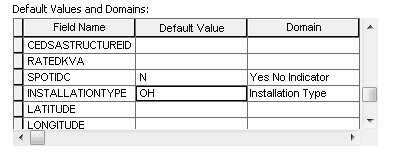 Default Values and Domains:
Field Name Default Value Domain
CEDSASTRUCTUREID
RATEDKVA
SPOTIDC N Yes No Indicator
INSTALLATIONTYPE OH Installation Type
LATITUDE
LONGITUDE